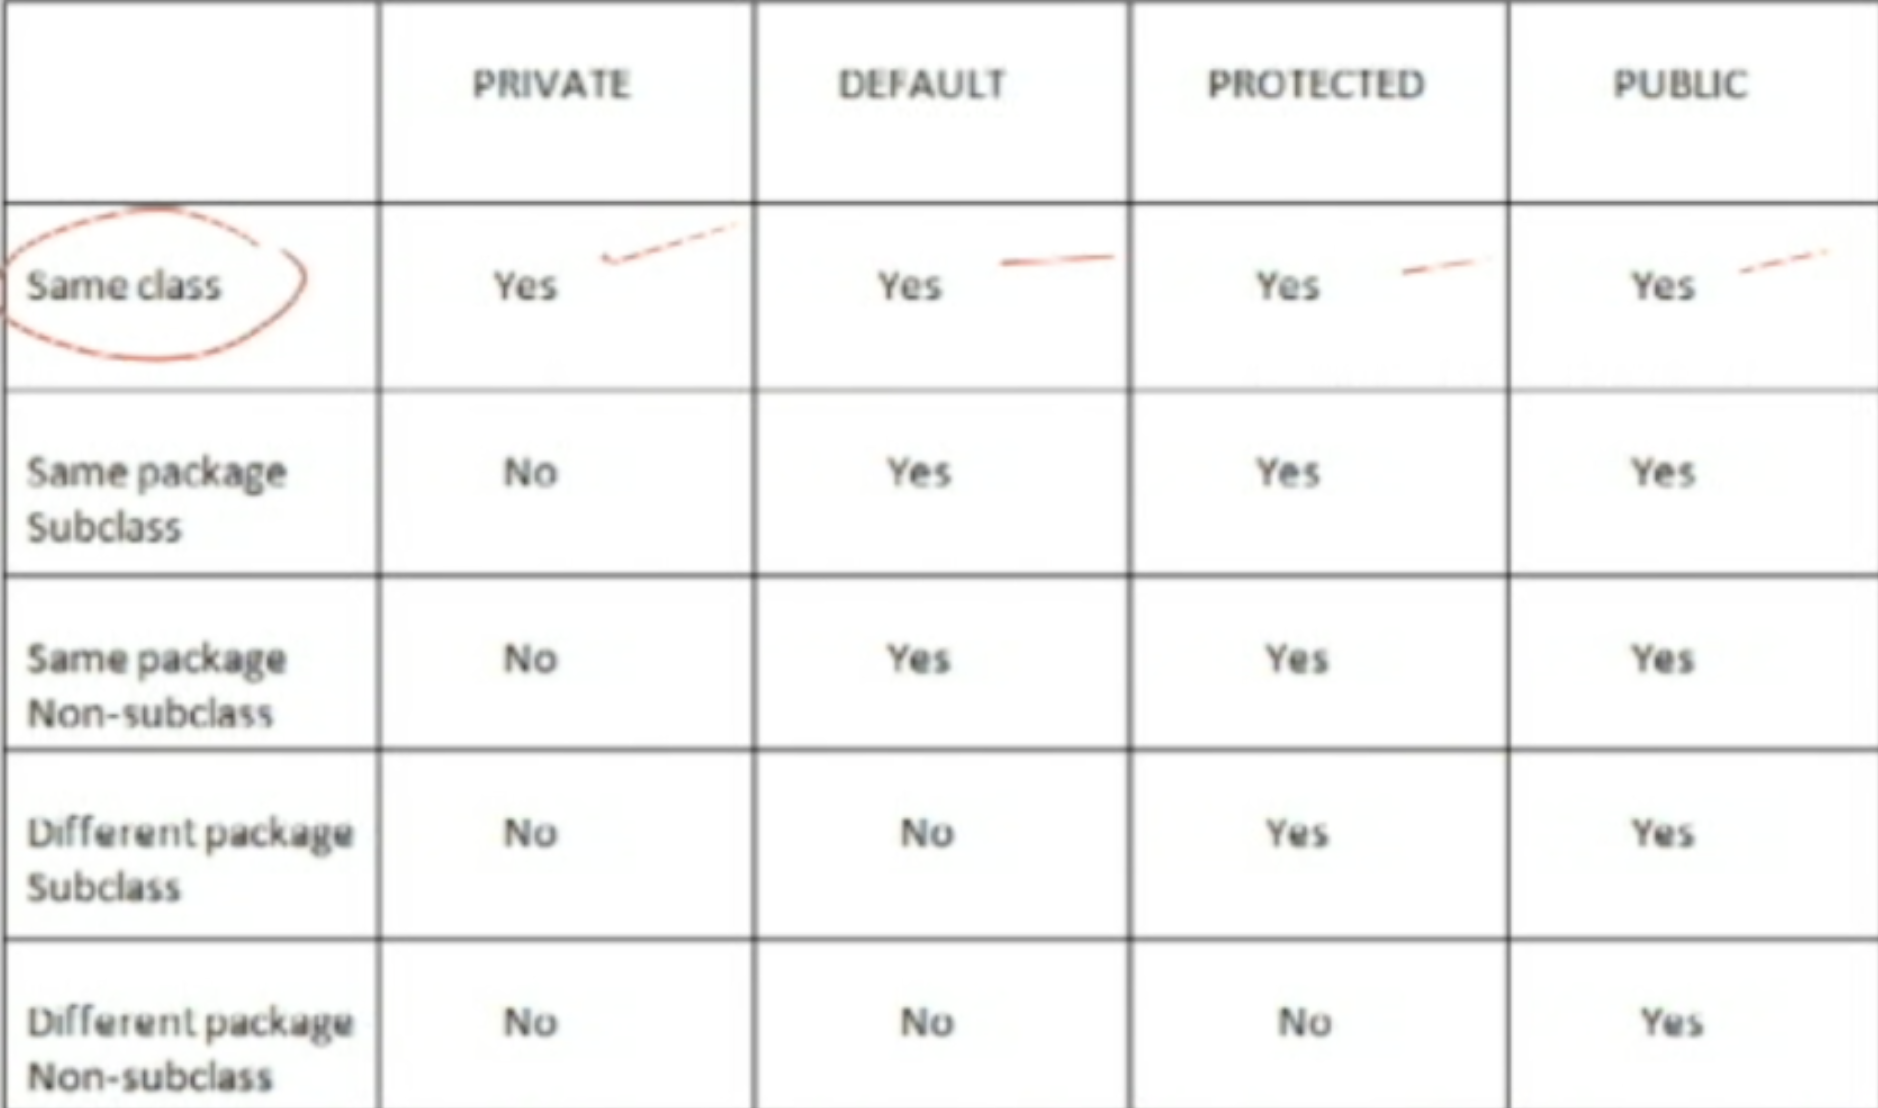 PRIVATE DEFAULT PROTECTED PUBLIC
Same class Yes Yes Yes Yes
Same package No Yes Yes Yes
Subclass
Same package No Yes Yes Yes
Non-subclass
Different package No No Yes Yes
Subclass
Different package No No No Yes
Non-subclass